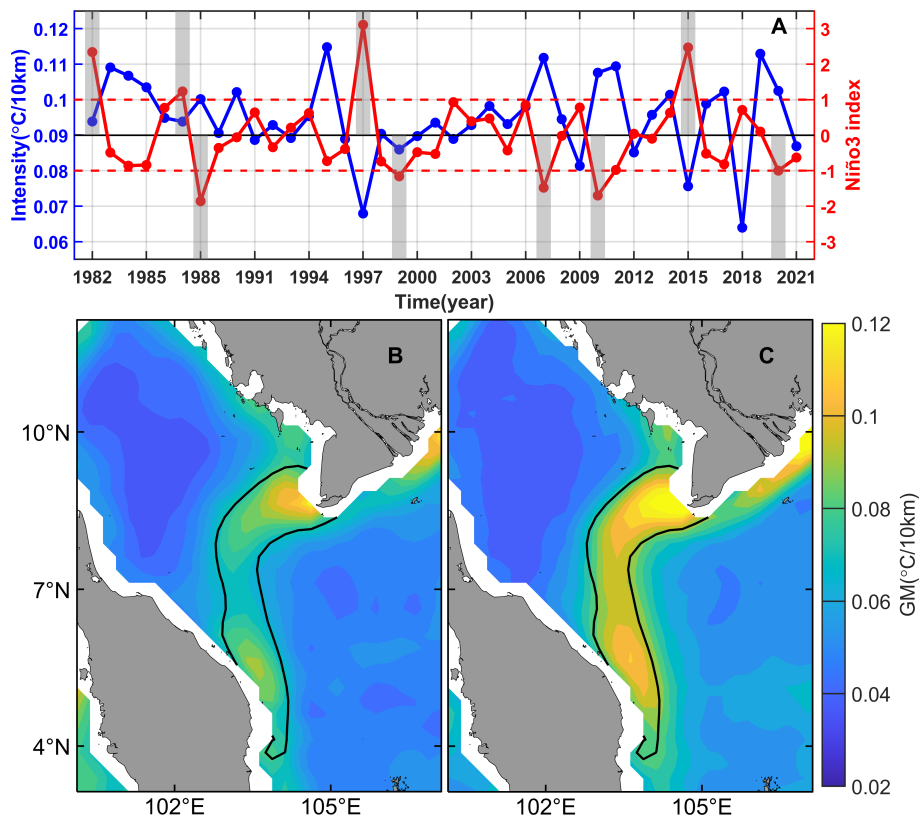 A
Intensity(°C/10km)
0.12
0.11
0.1
0.09
0.08
0.07
0.06
3
2
1
0
-1
-2
-3
Niño3 index
1982 1985 1988 1991 1994 1997 2000 2003 2006 2009 2012 2015 2018 2021
Time(year)
B
C
10°N
7°N
4°N
102°E 105°E
102°E 105°E
0.12
0.1
0.08
0.06
0.04
0.02
GM(°C/10km)